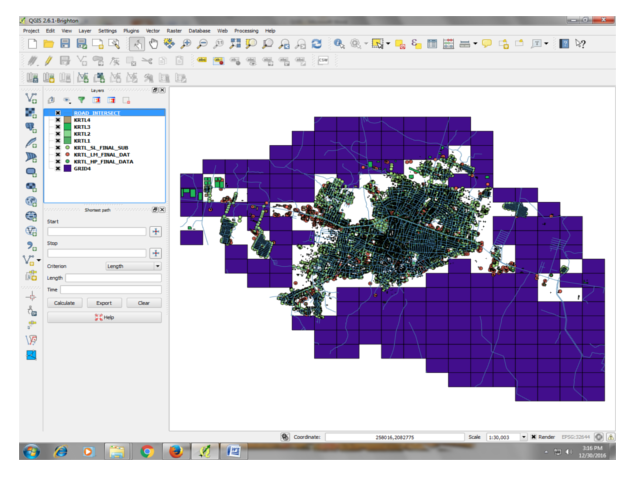 QGIS 2.8.1-Brighton
Project Edit View Layer Settings Plugins Vector Raster Database Web Processing Help
Layers
ROAD_INTERSECT
KRTL4
KRTL3
KRTL2
KRTL1
KRTL_SL_FINAL_SUB
KRTL_LM_FINAL_DAT
KRTL_HP_FINAL_DATA
GRID4
Shortest path
Start
Stop
Criterion Length
Length
Time
Calculate Export Clear
Help
Coordinate: 258016,2082775 Scale 1:30,003 Render EPSG:32644
3:16 PM
12/30/2016